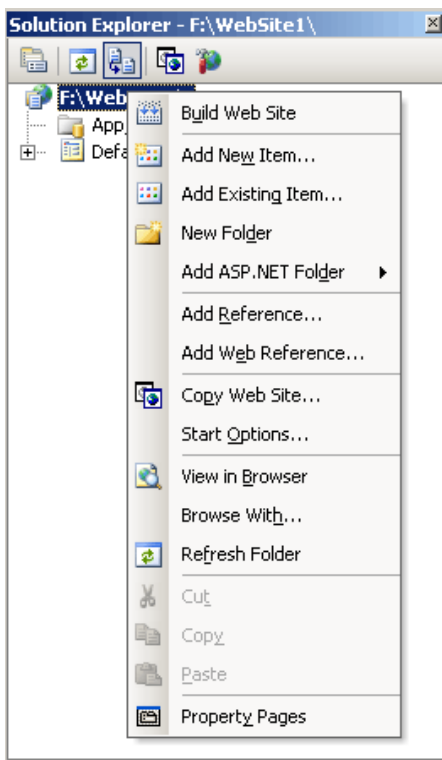 Solution Explorer - F:\WebSite1\
F:\Web
App_
Defa
Build Web Site
Add New Item...
Add Existing Item...
New Folder
Add ASP.NET Folder
Add Reference...
Add Web Reference...
Copy Web Site...
Start Options...
View in Browser
Browse With...
Refresh Folder
Cut
Copy
Paste
Property Pages